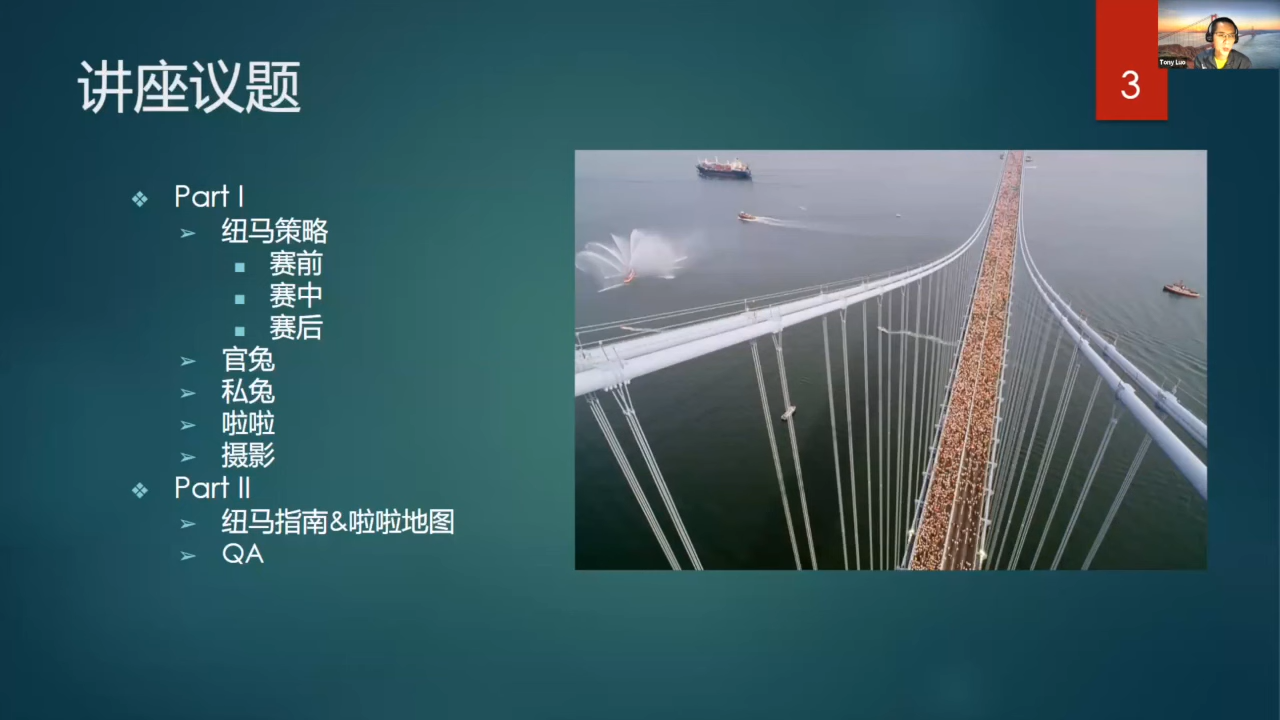 讲座议题
3
Tony Luo
Part I
纽马策略
赛前
赛中
赛后
官兔
私兔
啦啦
摄影
Part II
纽马指南&啦啦地图
QA